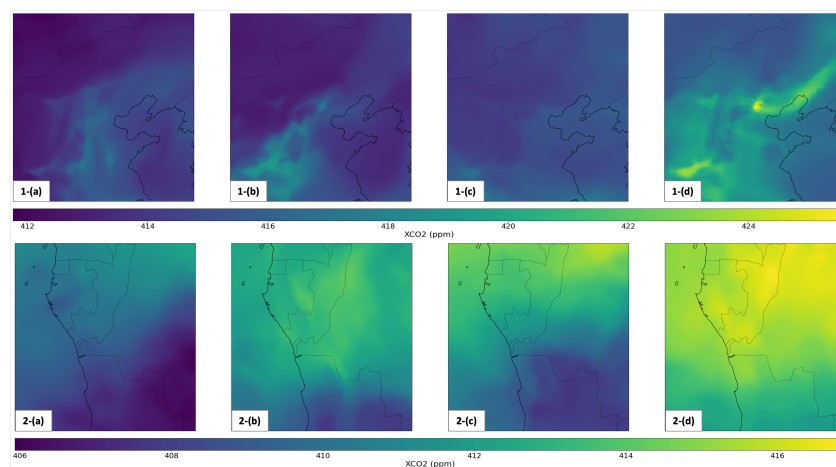 1-(a)
1-(b)
1-(c)
1-(d)
412 414 416 418 420 422 424
XCO2 (ppm)
2-(a)
2-(b)
2-(c)
2-(d)
406 408 410 412 414 416
XCO2 (ppm)